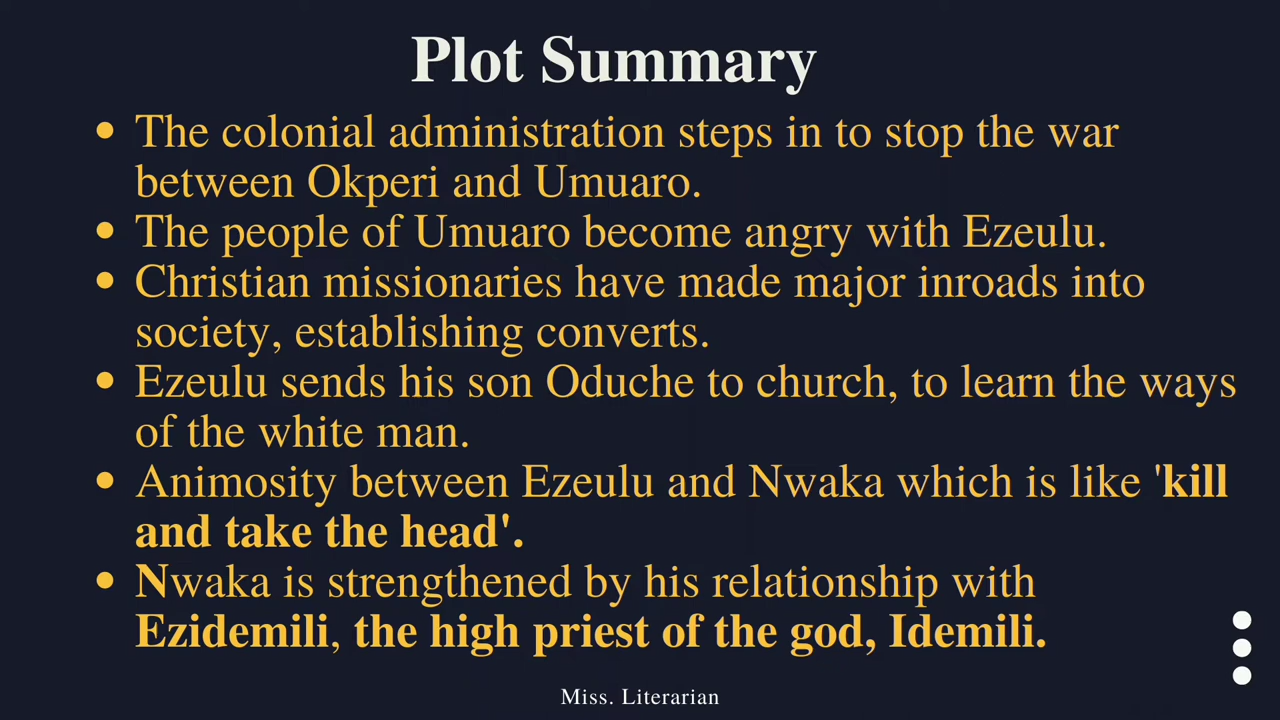 Plot Summary
• The colonial administration steps in to stop the war
between Okperi and Umuaro.
• The people of Umuaro become angry with Ezeulu.
• Christian missionaries have made major inroads into
society, establishing converts.
• Ezeulu sends his son Oduche to church, to learn the ways
of the white man.
• Animosity between Ezeulu and Nwaka which is like 'kill
and take the head'.
• Nwaka is strengthened by his relationship with
Ezidemili, the high priest of the god, Idemili.
Miss. Literarian